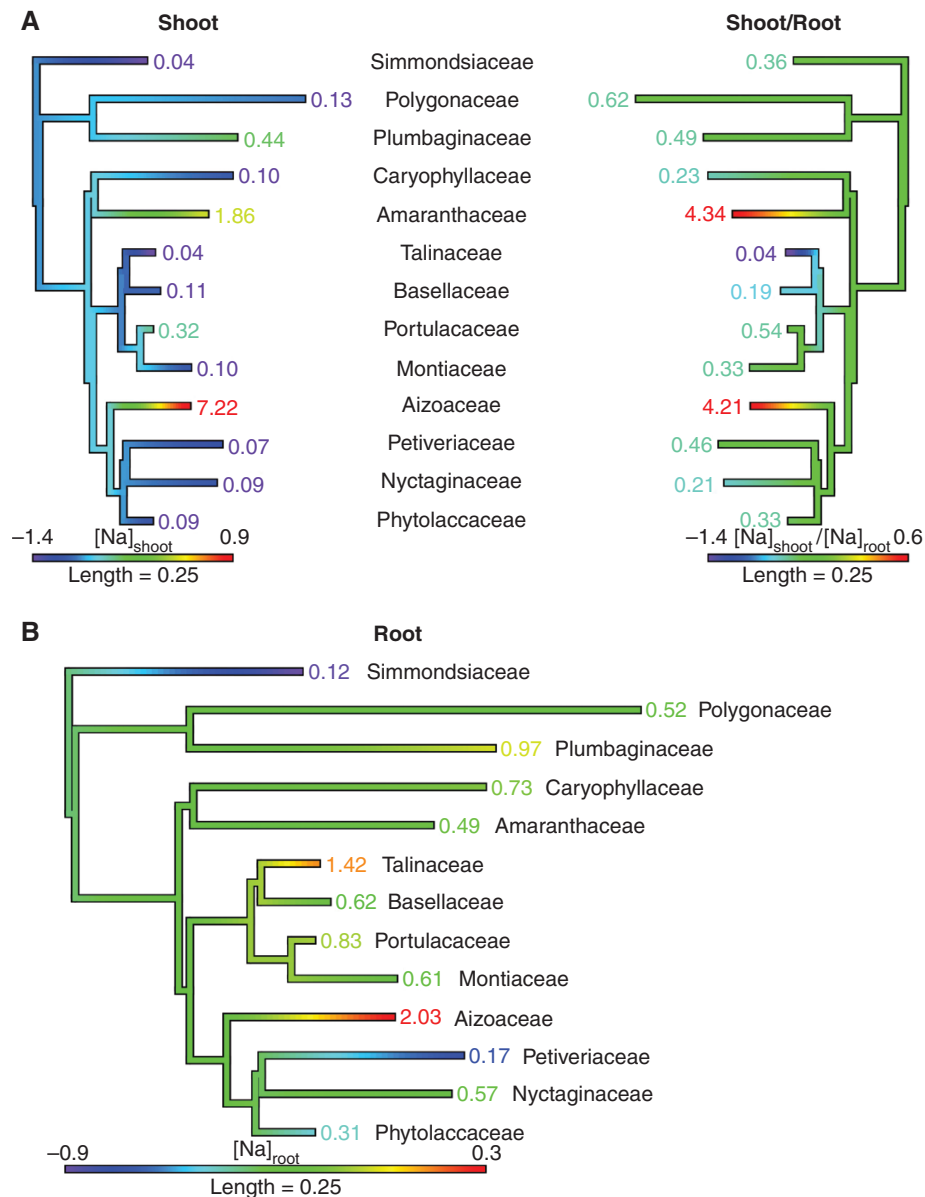 A
Shoot
Shoot/Root
0.04 Simmondsiaceae 0.36
0.13 Polygonaceae 0.62
0.44 Plumbaginaceae 0.49
0.10 Caryophyllaceae 0.23
1.86 Amaranthaceae 4.34
0.04 Talinaceae 0.04
0.11 Basellaceae 0.19
0.32 Portulacaceae 0.54
0.10 Montiaceae 0.33
7.22 Aizoaceae 4.21
0.07 Petiveriaceae 0.46
0.09 Nyctaginaceae 0.21
0.09 Phytolaccaceae 0.33
−1.4 [Na]shoot 0.9
Length = 0.25
−1.4 [Na]shoot/[Na]root 0.6
Length = 0.25
B
Root
0.12 Simmondsiaceae
0.52 Polygonaceae
0.97 Plumbaginaceae
0.73 Caryophyllaceae
0.49 Amaranthaceae
1.42 Talinaceae
0.62 Basellaceae
0.83 Portulacaceae
0.61 Montiaceae
2.03 Aizoaceae
0.17 Petiveriaceae
0.57 Nyctaginaceae
0.31 Phytolaccaceae
−0.9 [Na]root 0.3
Length = 0.25